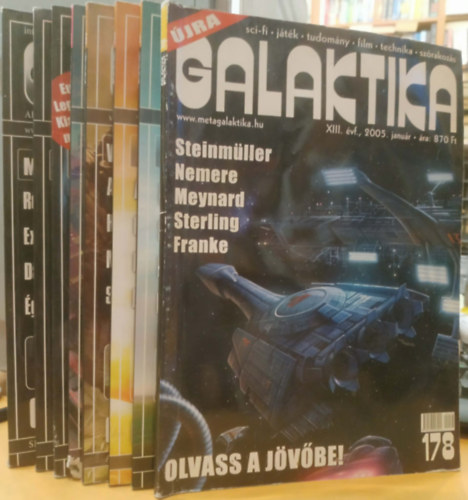 ÚJRA
sci-fi • játék • tudomány • film • technika • szórakozás
GALAKTIKA
www.metagalaktika.hu
XIII. évf., 2005. január • ára: 870 Ft
Steinmüller
Nemere
Meynard
Sterling
Franke
OLVASS A JÖVŐBE!
178